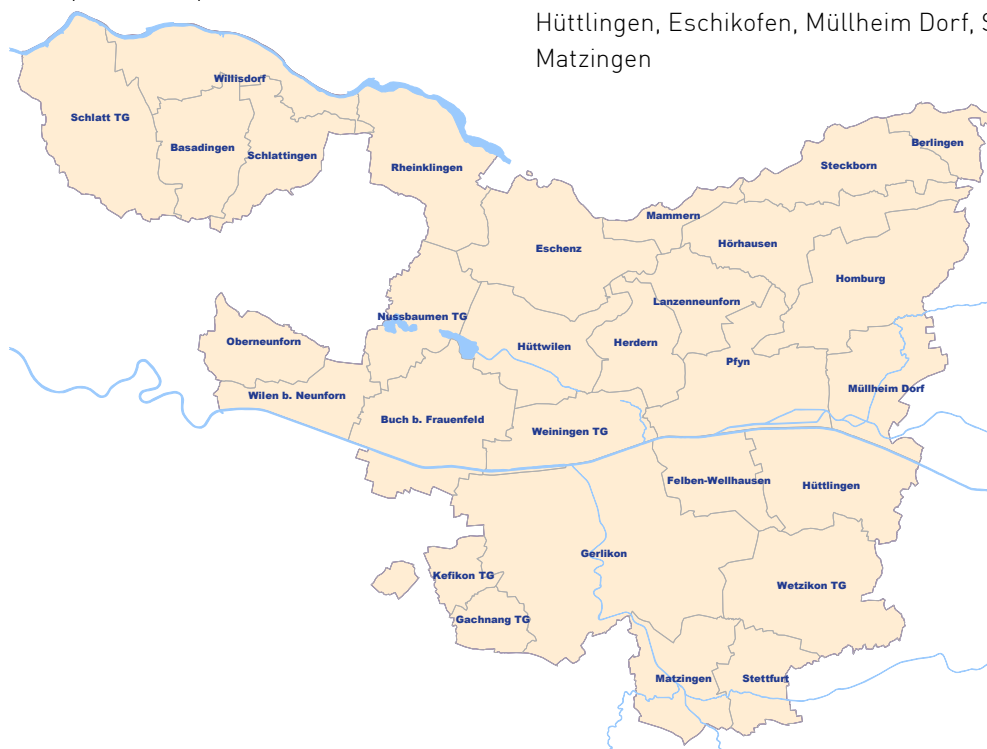 Hüttlingen, Eschikofen, Müllheim Dorf,
Matzingen
Willisdorf
Schlatt TG
Basadingen
Schlattingen
Rheinklingen
Berlingen
Steckborn
Mammern
Hörhausen
Eschenz
Homburg
Lanzenneunforn
Nussbaumen TG
Oberneunforn
Hüttwilen
Herdern
Pfyn
Müllheim Dorf
Wilen b. Neunforn
Buch b. Frauenfeld
Weiningen TG
Felben-Wellhausen
Hüttlingen
Gerlikon
Kefikon TG
Wetzikon TG
Gachnang TG
Matzingen
Stettfurt